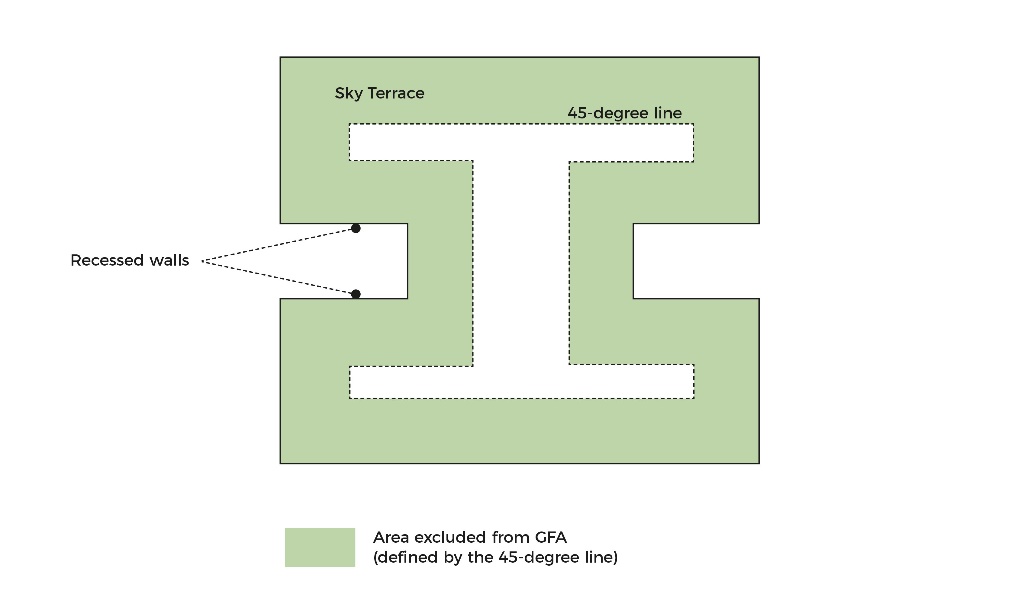 Sky Terrace
45-degree line
Recessed walls
Area excluded from GFA
(defined by the 45-degree line)